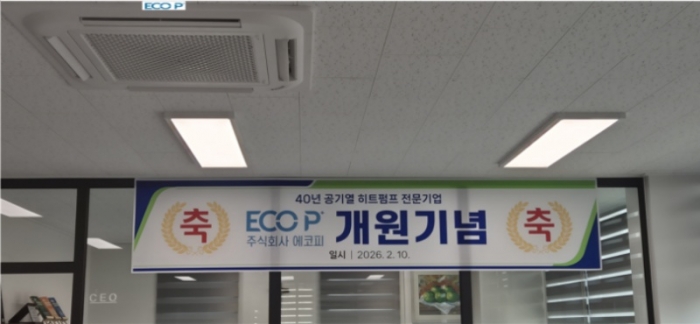 ECO P
40년 공기열 히트펌프 전문기업
축
ECO P
주식회사 에코피
개원기념
축
일시 | 2026. 2. 10.
CEO